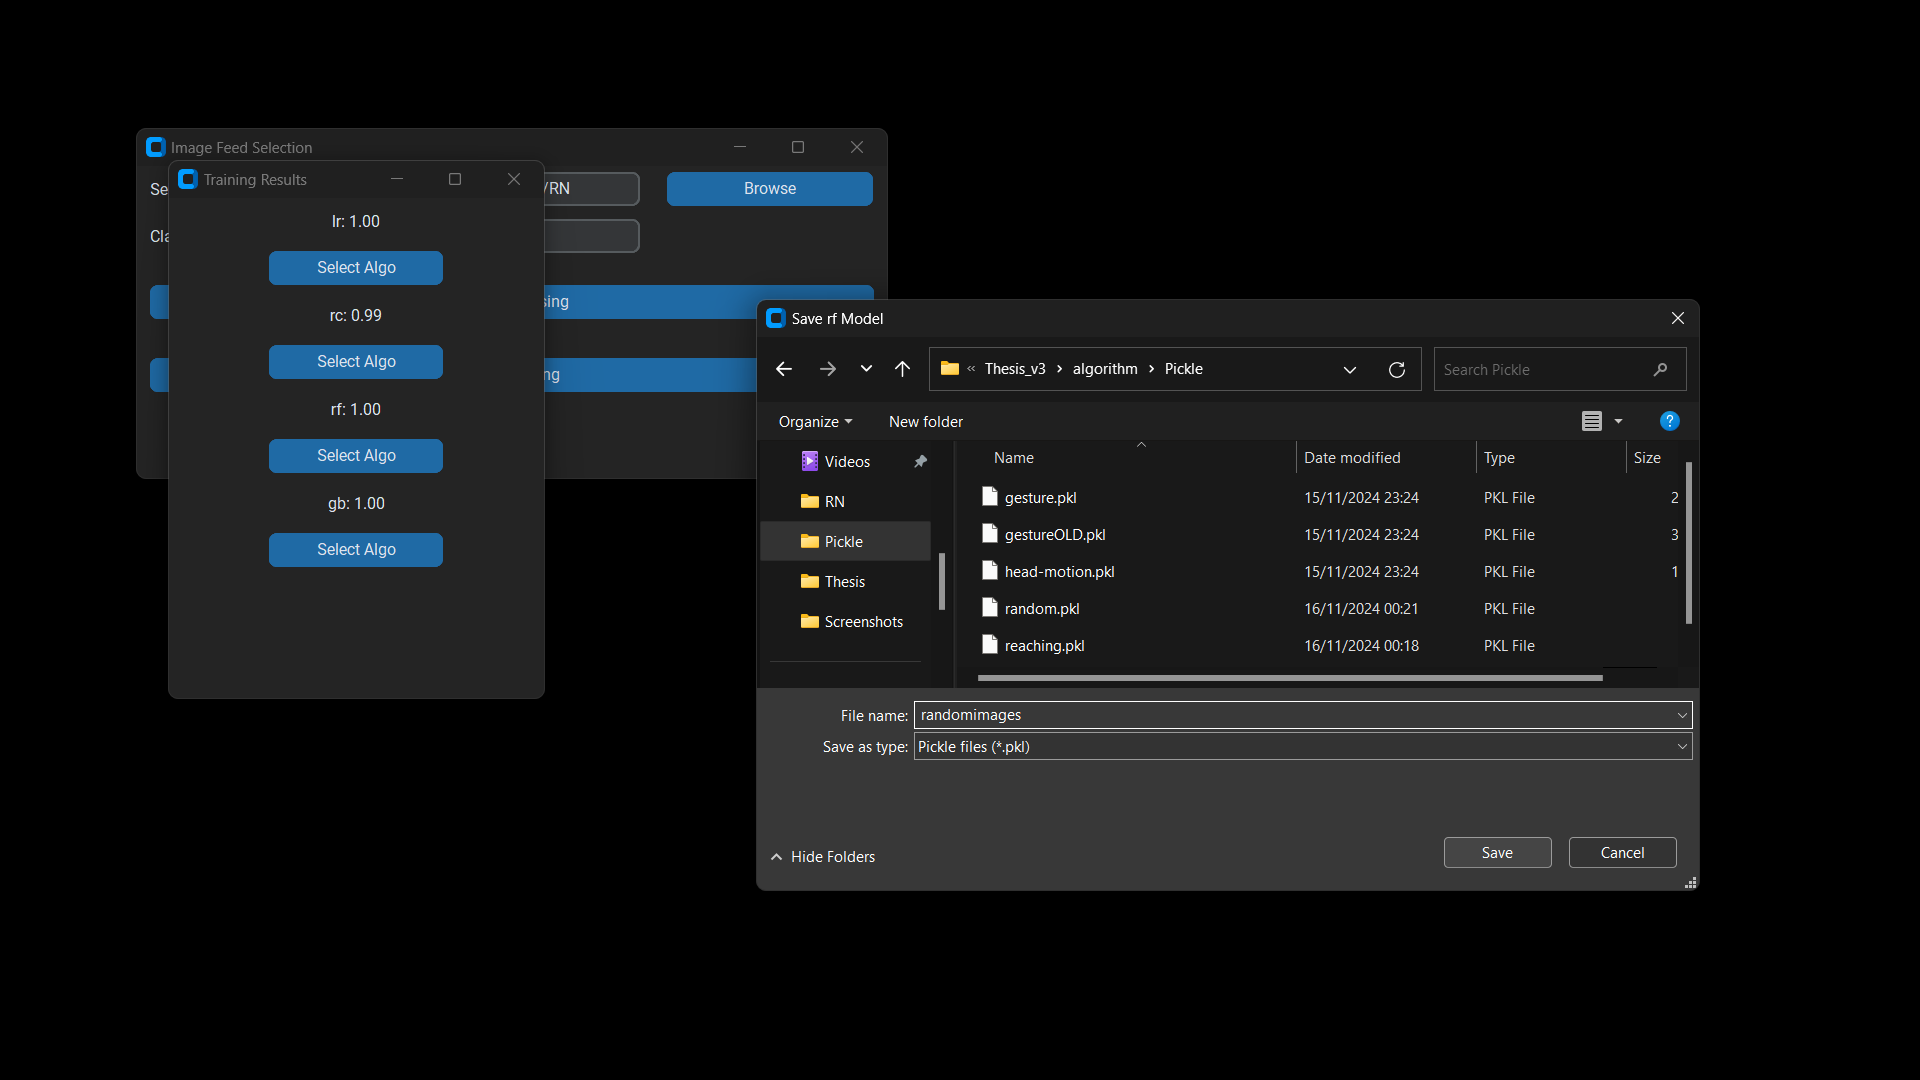 Image Feed Selection
/RN
Browse
Training Results
lr: 1.00
Select Algo
rc: 0.99
Select Algo
rf: 1.00
Select Algo
gb: 1.00
Select Algo
Save rf Model
Thesis_v3 › algorithm › Pickle
Search Pickle
Organize
New folder
Videos
RN
Pickle
Thesis
Screenshots
Name Date modified Type Size
gesture.pkl 15/11/2024 23:24 PKL File 2
gestureOLD.pkl 15/11/2024 23:24 PKL File 3
head-motion.pkl 15/11/2024 23:24 PKL File 1
random.pkl 16/11/2024 00:21 PKL File
reaching.pkl 16/11/2024 00:18 PKL File
File name: randomimages
Save as type: Pickle files (*.pkl)
Hide Folders
Save
Cancel